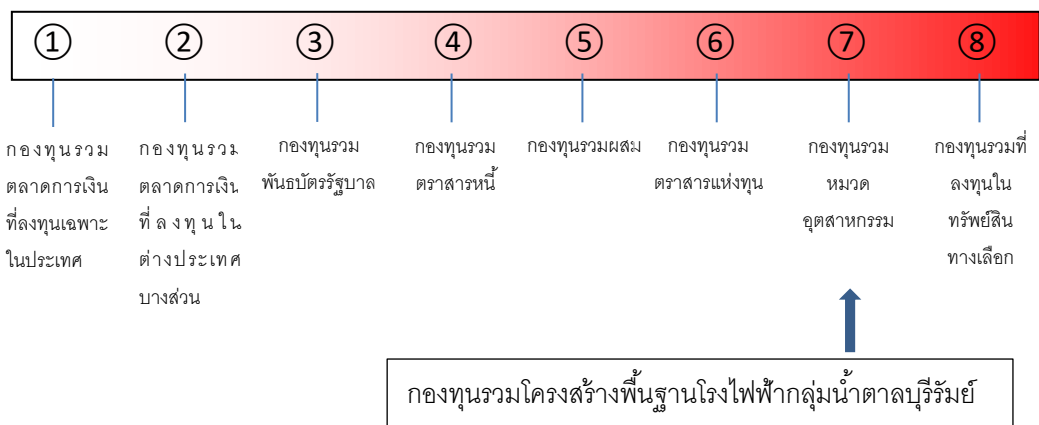 ① ② ③ ④ ⑤ ⑥ ⑦ ⑧
กองทุนรวม
ตลาดการเงิน
ที่ลงทุนเฉพาะ
ในประเทศ
กองทุนรวม
ตลาดการเงิน
ที่ลงทุนใน
ต่างประเทศ
บางส่วน
กองทุนรวม
พันธบัตรรัฐบาล
กองทุนรวม
ตราสารหนี้
กองทุนรวมผสม
กองทุนรวม
ตราสารแห่งทุน
กองทุนรวม
หมวด
อุตสาหกรรม
กองทุนรวมที่
ลงทุนใน
ทรัพย์สิน
ทางเลือก
กองทุนรวมโครงสร้างพื้นฐานโรงไฟฟ้ากลุ่มน้ำตาลบุรีรัมย์